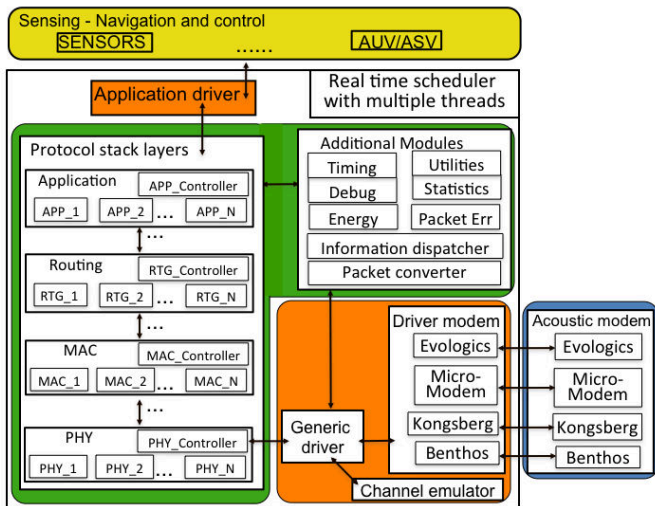 Sensing - Navigation and control
SENSORS
......
AUV/ASV
Application driver
Real time scheduler
with multiple threads
Protocol stack layers
Application
APP_Controller
APP_1
APP_2
...
APP_N
...
Routing
RTG_Controller
RTG_1
RTG_2
...
RTG_N
...
MAC
MAC_Controller
MAC_1
MAC_2
...
MAC_N
...
PHY
PHY_Controller
PHY_1
PHY_2
...
PHY_N
Additional Modules
Timing
Utilities
Debug
Statistics
Energy
Packet Err
Information dispatcher
Packet converter
Generic
driver
Driver modem
Evologics
Micro-
Modem
Kongsberg
Benthos
Channel emulator
Acoustic modem
Evologics
Micro-
Modem
Kongsberg
Benthos